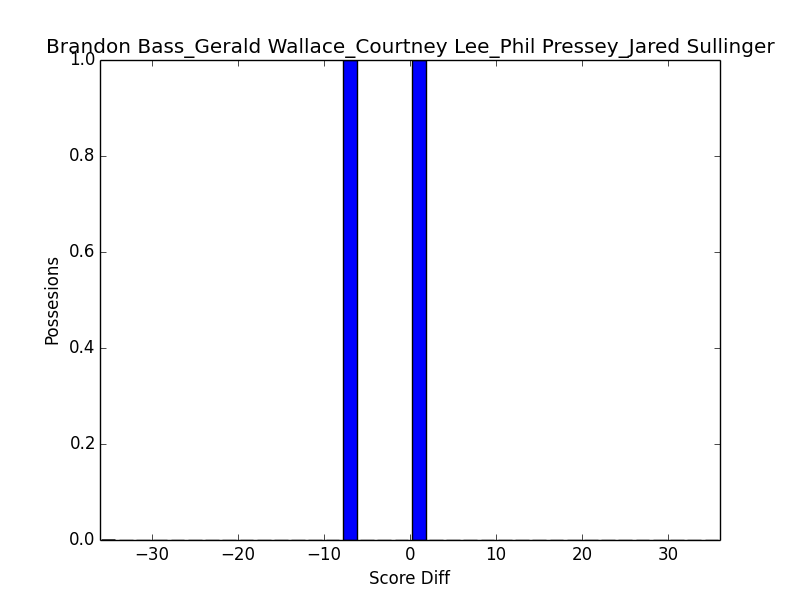 Brandon Bass_Gerald Wallace_Courtney Lee_Phil Pressey_Jared Sullinger
1.0
0.8
0.6
0.4
0.2
0.0
Possesions
−30 −20 −10 0 10 20 30
Score Diff